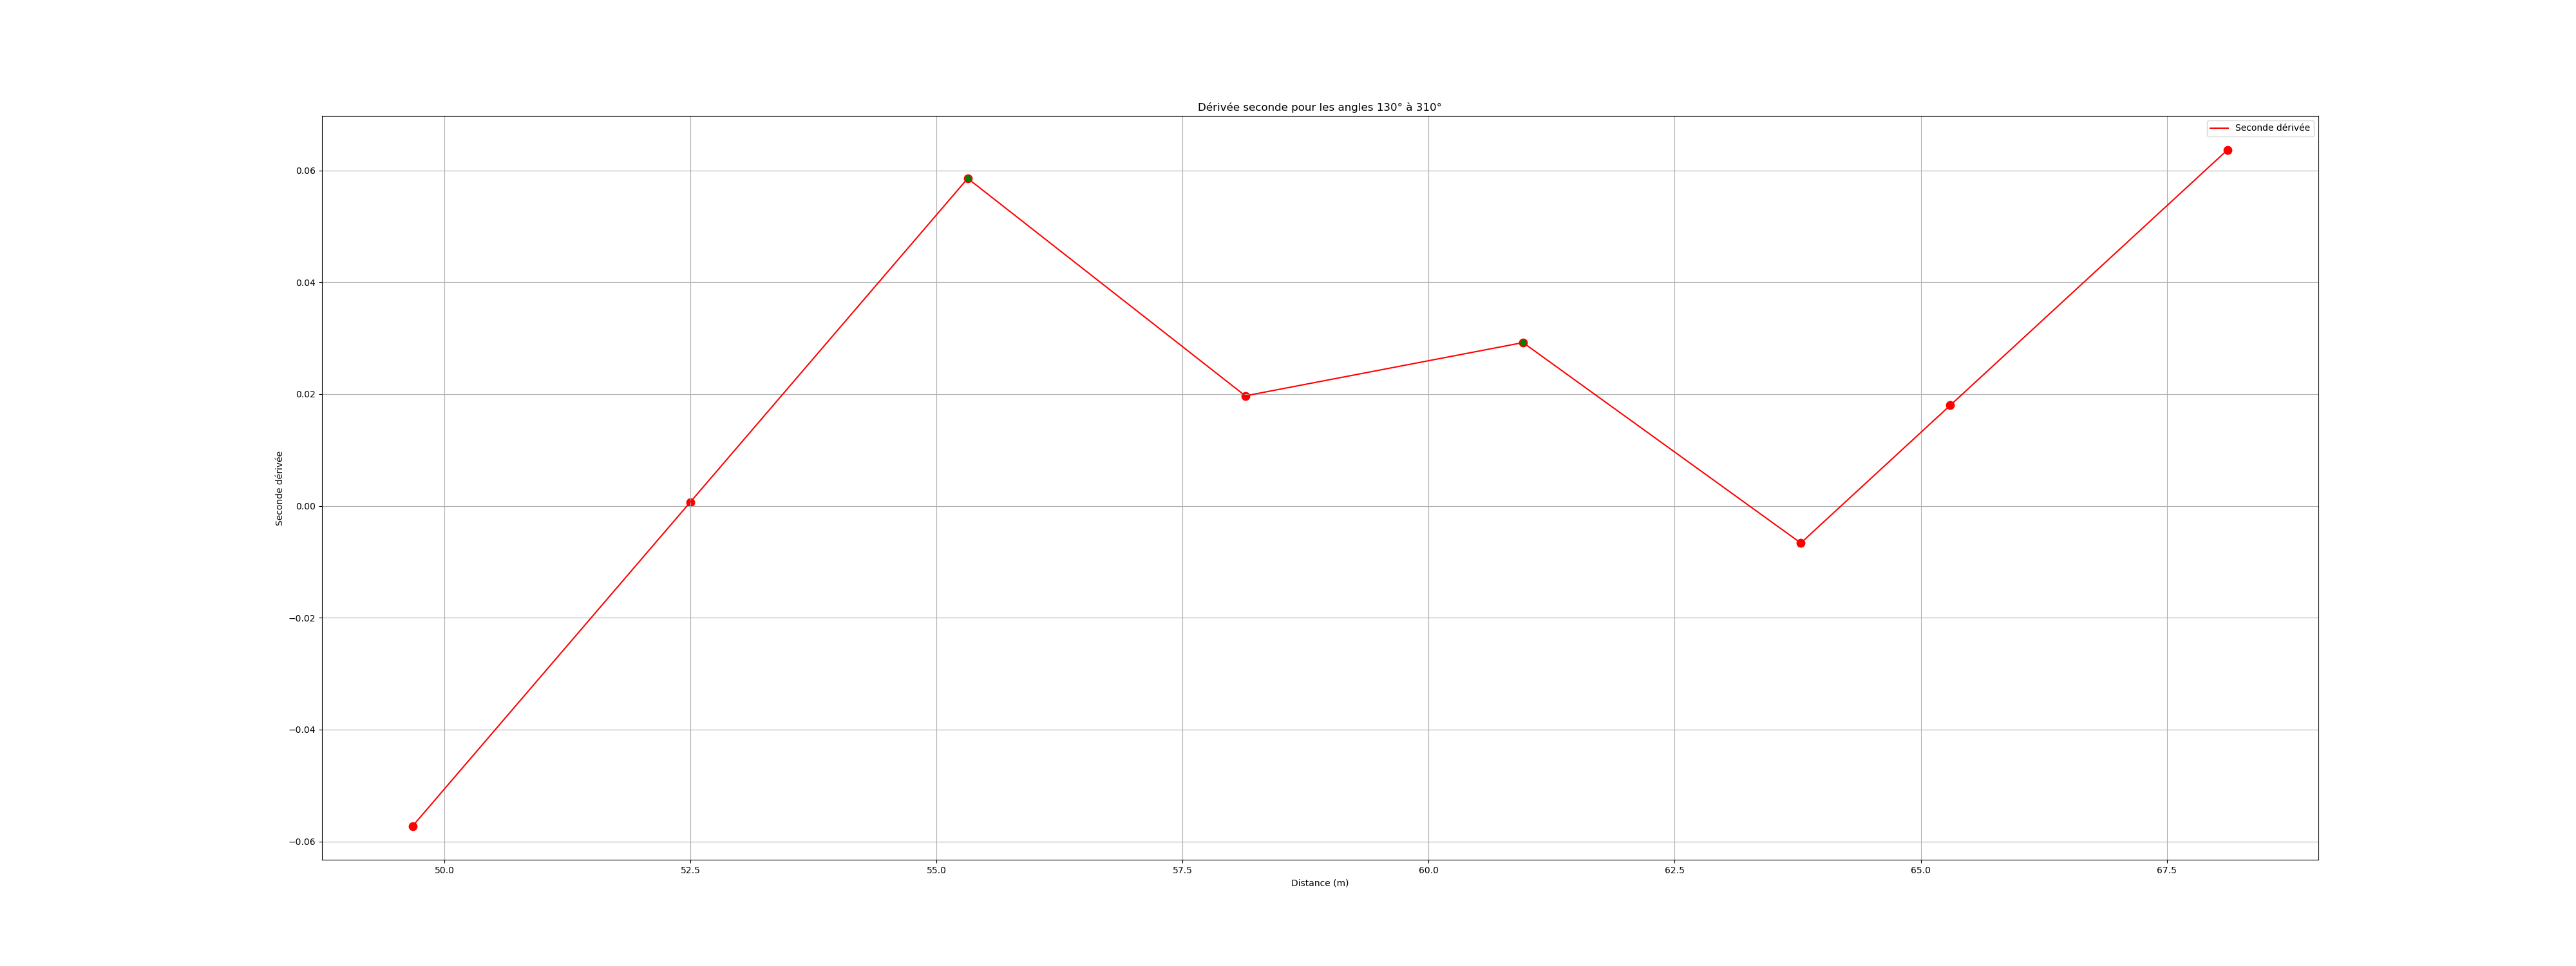 Dérivée seconde pour les angles 130° à 310°
Seconde dérivée
0.06
0.04
0.02
0.00
−0.02
−0.04
−0.06
Seconde dérivée
50.0 52.5 55.0 57.5 60.0 62.5 65.0 67.5
Distance (m)